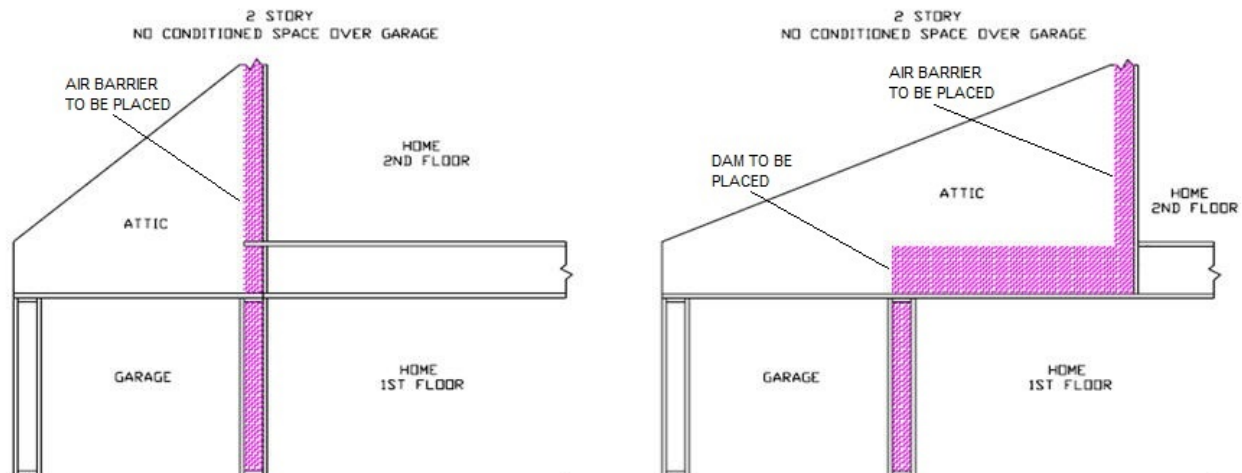 2 STORY
NO CONDITIONED SPACE OVER GARAGE
AIR BARRIER
TO BE PLACED
HOME
2ND FLOOR
ATTIC
GARAGE
HOME
1ST FLOOR
2 STORY
NO CONDITIONED SPACE OVER GARAGE
AIR BARRIER
TO BE PLACED
DAM TO BE
PLACED
ATTIC
HOME
2ND FLOOR
GARAGE
HOME
1ST FLOOR